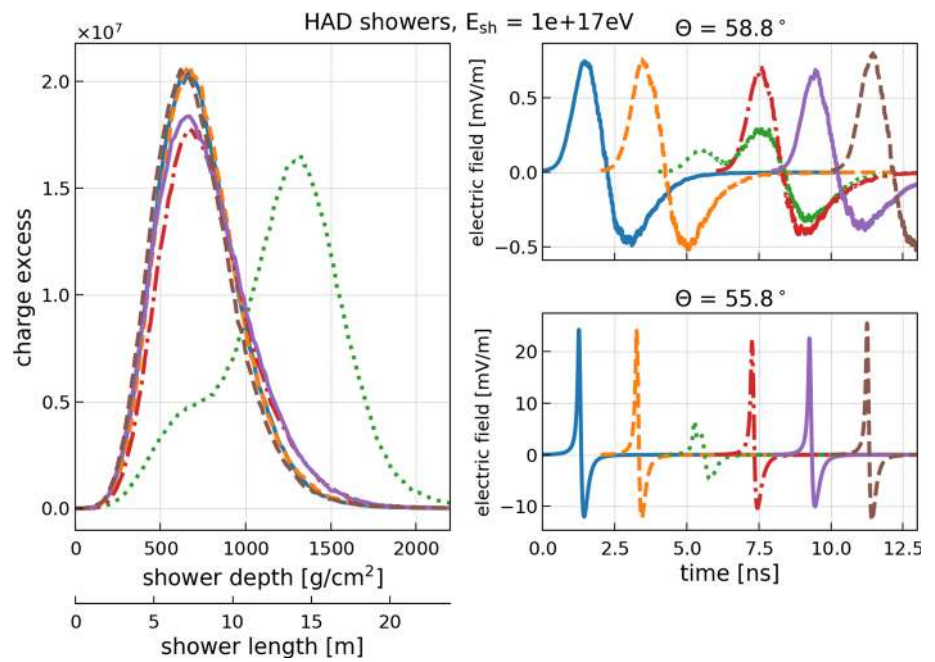 HAD showers, E_sh = 1e+17eV
×10⁷
2.0
1.5
1.0
0.5
0.0
charge excess
0 500 1000 1500 2000
shower depth [g/cm²]
0 5 10 15 20
shower length [m]
Θ = 58.8°
0.5
0.0
−0.5
electric field [mV/m]
Θ = 55.8°
20
10
0
−10
electric field [mV/m]
0.0 2.5 5.0 7.5 10.0 12.5
time [ns]